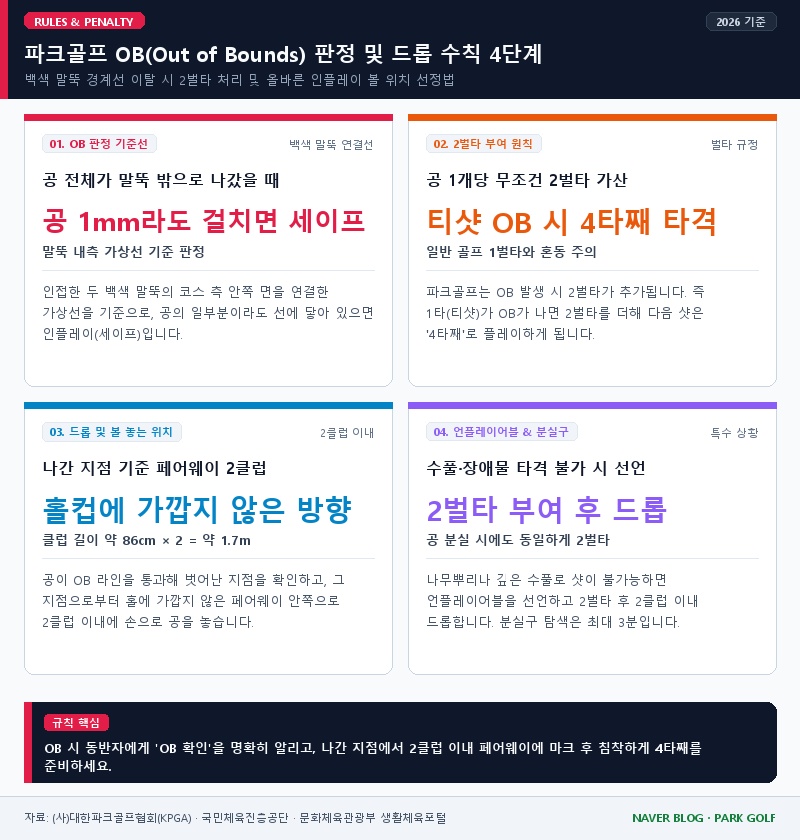 RULES & PENALTY
2026 기준
파크골프 OB(Out of Bounds) 판정 및 드롭 수칙 4단계
백색 말뚝 경계선 이탈 시 2벌타 처리 및 올바른 인플레이 볼 위치 선정법
01. OB 판정 기준선
백색 말뚝 연결선
공 전체가 말뚝 밖으로 나갔을 때
공 1mm라도 걸치면 세이프
말뚝 내측 가상선 기준 판정
인접한 두 백색 말뚝의 코스 측 안쪽 면을 연결한
가상선을 기준으로, 공의 일부분이라도 선에 닿아 있으면
인플레이(세이프)입니다.
02. 2벌타 부여 원칙
벌타 규정
공 1개당 무조건 2벌타 가산
티샷 OB 시 4타째 타격
일반 골프 1벌타와 혼동 주의
파크골프는 OB 발생 시 2벌타가 추가됩니다. 즉
1타(티샷)가 OB가 나면 2벌타를 더해 다음 샷은
'4타째'로 플레이하게 됩니다.
03. 드롭 및 볼 놓는 위치
2클럽 이내
나간 지점 기준 페어웨이 2클럽
홀컵에 가깝지 않은 방향
클럽 길이 약 86cm × 2 = 약 1.7m
공이 OB 라인을 통과해 벗어난 지점을 확인하고, 그
지점으로부터 홀에 가깝지 않은 페어웨이 안쪽으로
2클럽 이내에 손으로 공을 놓습니다.
04. 언플레이어블 & 분실구
특수 상황
수풀·장애물 타격 불가 시 선언
2벌타 부여 후 드롭
공 분실 시에도 동일하게 2벌타
나무뿌리나 깊은 수풀로 샷이 불가능하면
언플레이어블을 선언하고 2벌타 후 2클럽 이내
드롭합니다. 분실구 탐색은 최대 3분입니다.
규칙 핵심
OB 시 동반자에게 'OB 확인'을 명확히 알리고, 나간 지점에서 2클럽 이내 페어웨이에 마크 후 침착하게 4타째를
준비하세요.
자료: (사)대한파크골프협회(KPGA) · 국민체육진흥공단 · 문화체육관광부 생활체육포털
NAVER BLOG · PARK GOLF